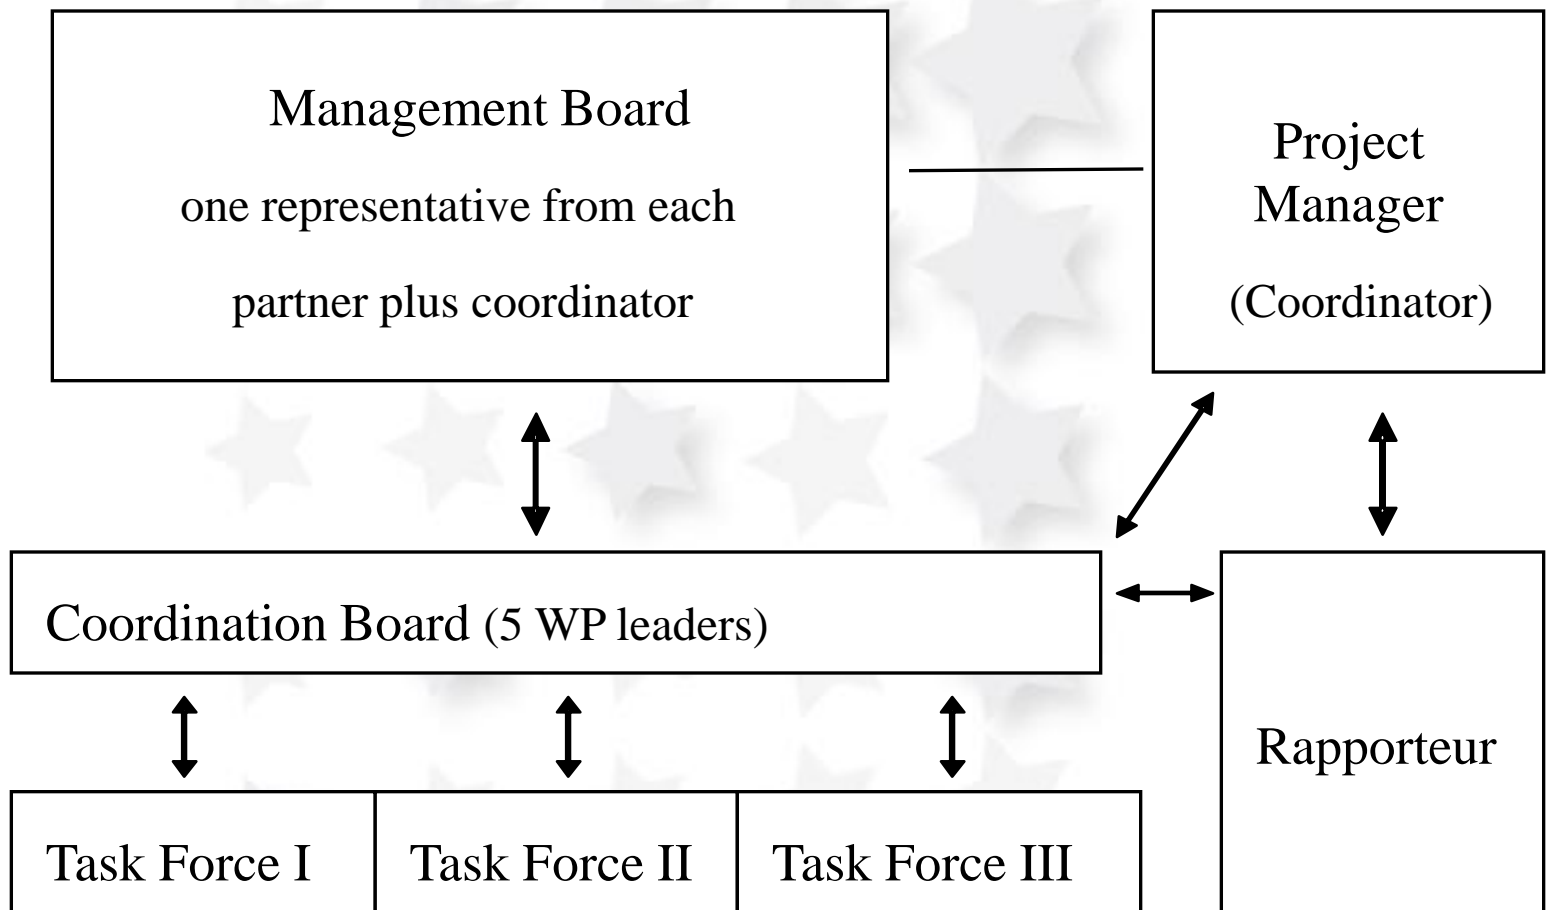 Management Board
one representative from each
partner plus coordinator
Project
Manager
(Coordinator)
Coordination Board (5 WP leaders)
Rapporteur
Task Force I
Task Force II
Task Force III